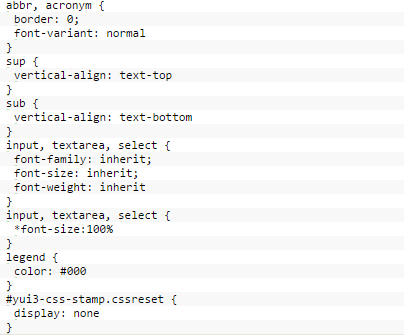 abbr, acronym {
 border: 0;
 font-variant: normal
}
sup {
 vertical-align: text-top
}
sub {
 vertical-align: text-bottom
}
input, textarea, select {
 font-family: inherit;
 font-size: inherit;
 font-weight: inherit
}
input, textarea, select {
 *font-size:100%
}
legend {
 color: #000
}
#yui3-css-stamp.cssreset {
 display: none
}